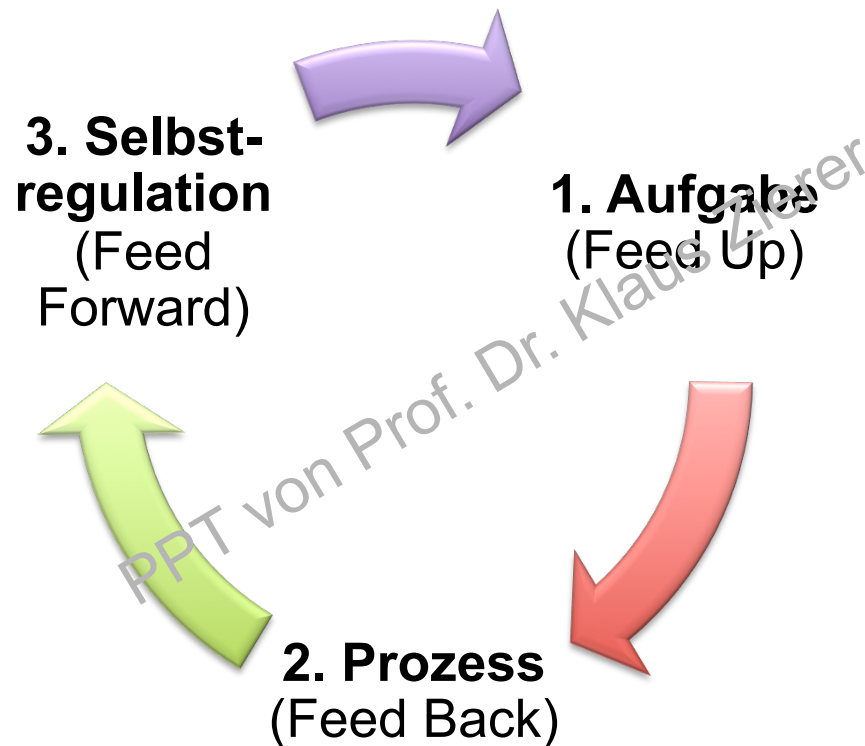 1. Aufgabe
(Feed Up)
2. Prozess
(Feed Back)
3. Selbst-
regulation
(Feed
Forward)
PPT von Prof. Dr. Klaus Zierer